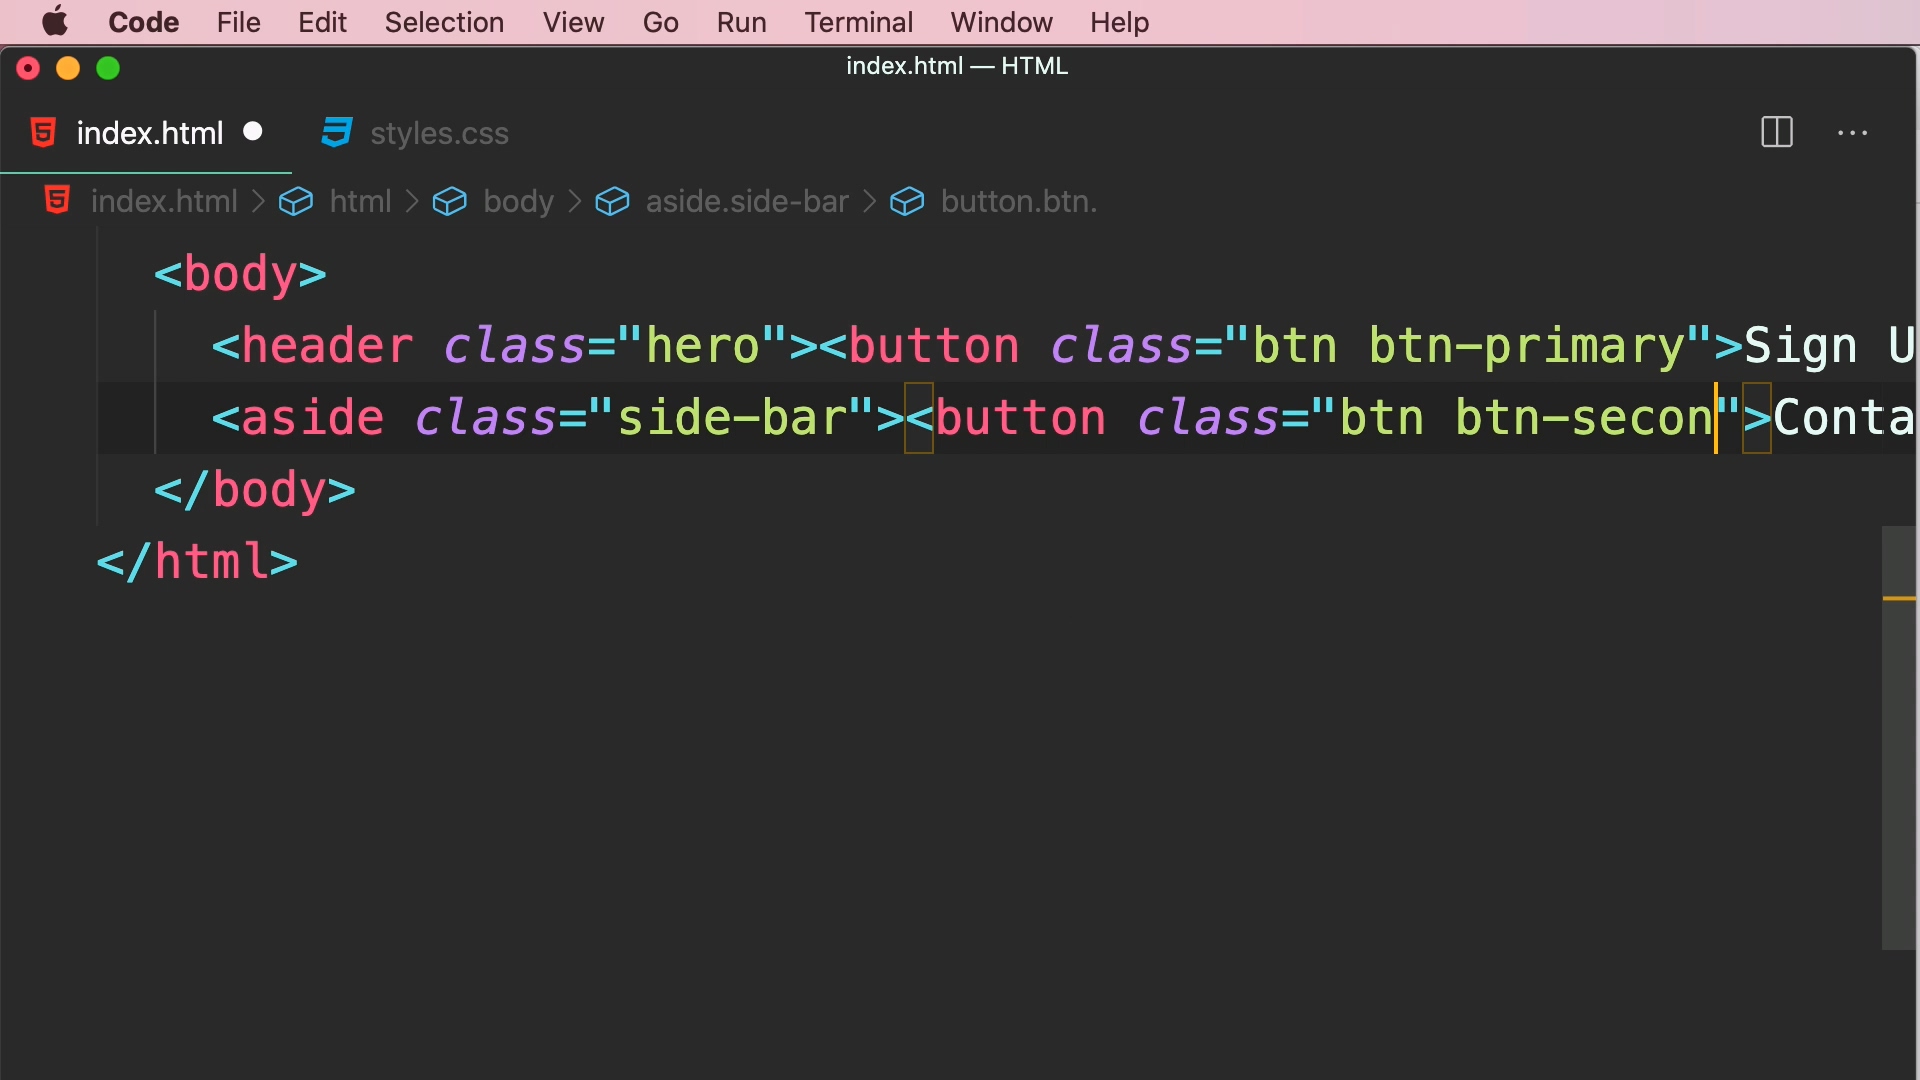 Code File Edit Selection View Go Run Terminal Window Help
index.html — HTML
index.html styles.css
index.html > html > body > aside.side-bar > button.btn.
<body>
<header class="hero"><button class="btn btn-primary">Sign U
<aside class="side-bar"><button class="btn btn-secon">Conta
</body>
</html>